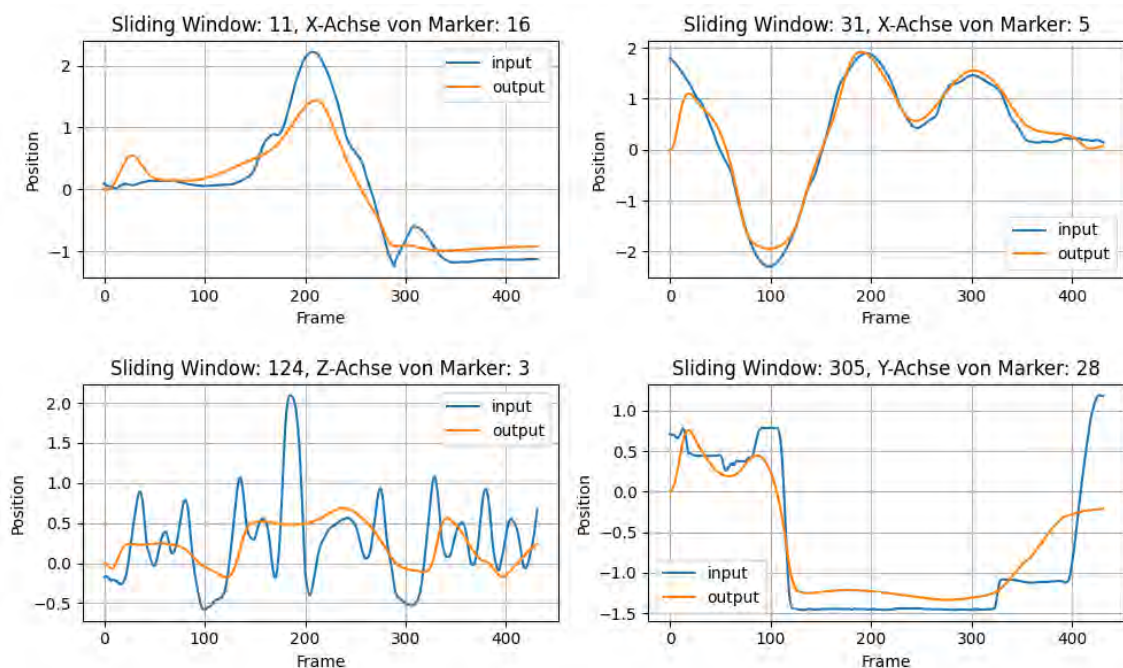 Sliding Window: 11, X-Achse von Marker: 16
2
1
0
−1
Position
input
output
0 100 200 300 400
Frame
Sliding Window: 31, X-Achse von Marker: 5
2
1
0
−1
−2
Position
input
output
0 100 200 300 400
Frame
Sliding Window: 124, Z-Achse von Marker: 3
2.0
1.5
1.0
0.5
0.0
−0.5
Position
input
output
0 100 200 300 400
Frame
Sliding Window: 305, Y-Achse von Marker: 28
1.0
0.5
0.0
−0.5
−1.0
−1.5
Position
input
output
0 100 200 300 400
Frame